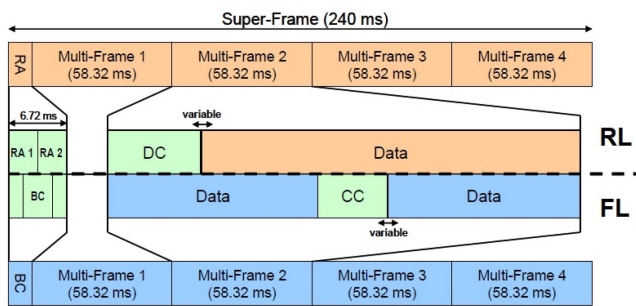 Super-Frame (240 ms)
RA
Multi-Frame 1
(58.32 ms)
Multi-Frame 2
(58.32 ms)
Multi-Frame 3
(58.32 ms)
Multi-Frame 4
(58.32 ms)
6.72 ms
variable
RA 1
RA 2
DC
Data
RL
BC
Data
CC
Data
FL
variable
BC
Multi-Frame 1
(58.32 ms)
Multi-Frame 2
(58.32 ms)
Multi-Frame 3
(58.32 ms)
Multi-Frame 4
(58.32 ms)